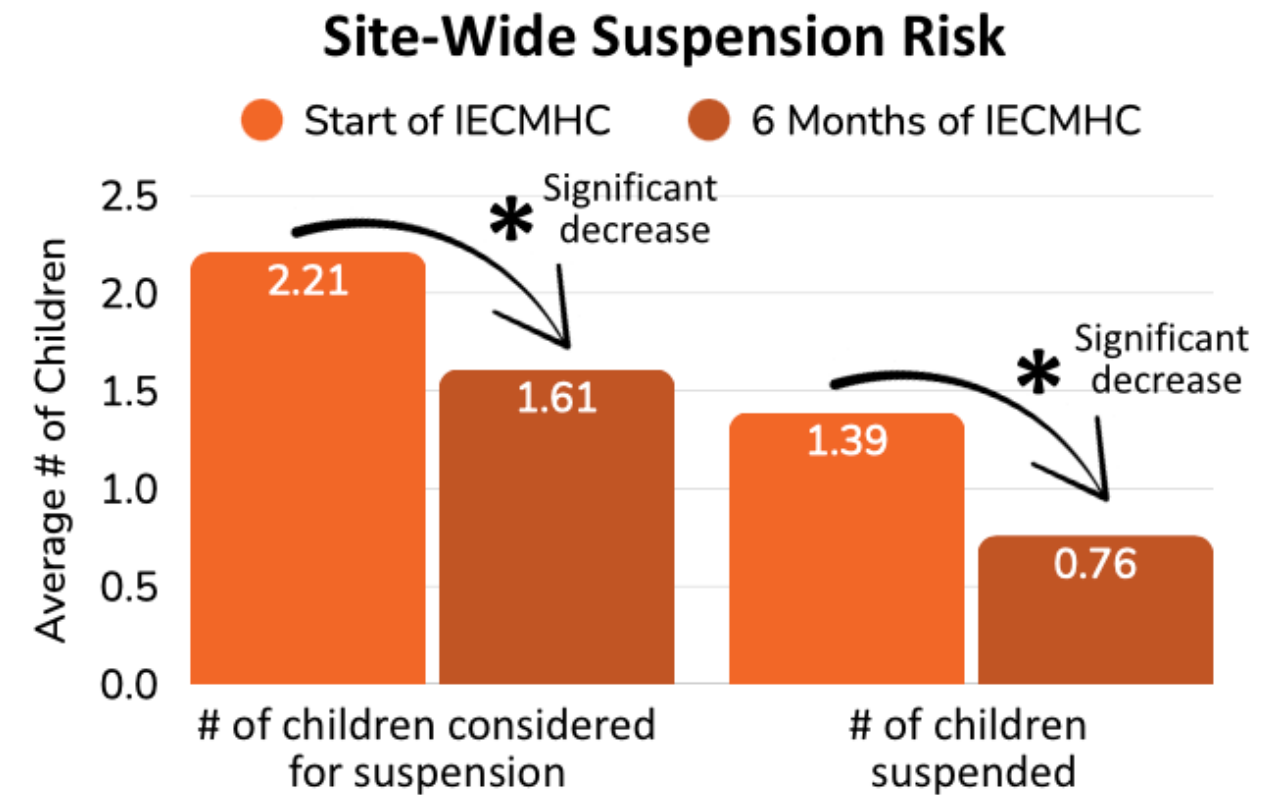 Site-Wide Suspension Risk
Start of IECMHC
6 Months of IECMHC
Average # of Children
2.5
2.0
1.5
1.0
0.5
0.0
2.21
* Significant
decrease
1.61
1.39
* Significant
decrease
0.76
# of children considered
for suspension
# of children
suspended